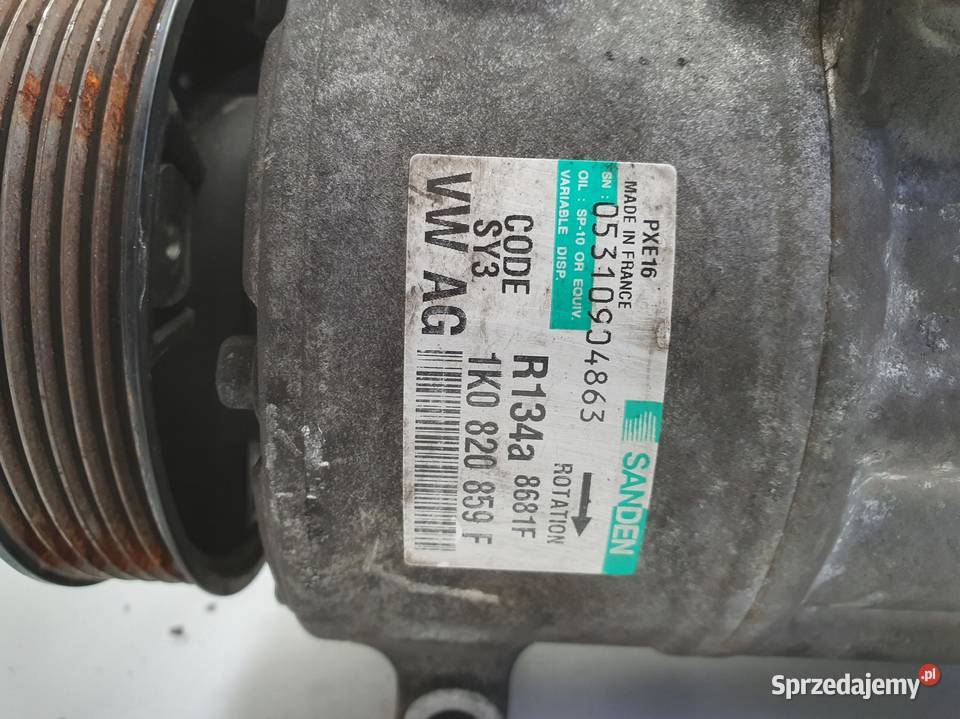 SANDEN
PXE16
MADE IN FRANCE
SN : 05310904863
OIL : SP-10 OR EQUIV.
VARIABLE DISP.
ROTATION
CODE
SY3
R134a 8681F
VW AG
1K0 820 859 F
Sprzedajemy.pl